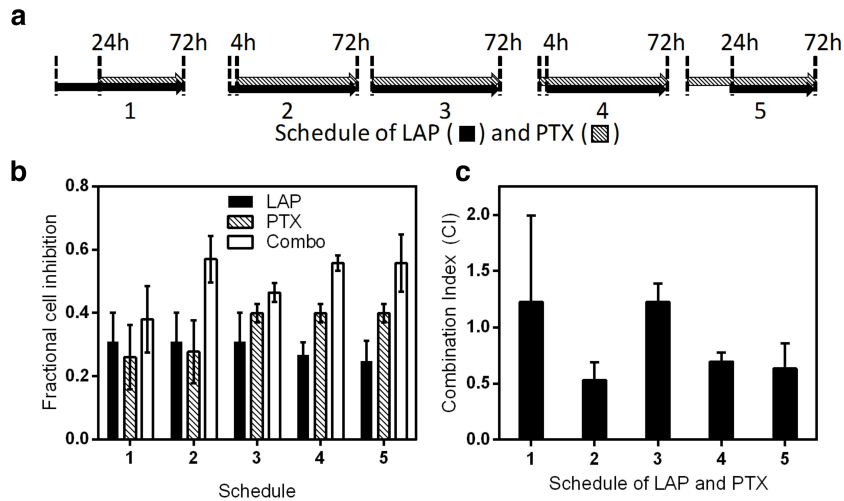 a
24h 72h 4h 72h 72h 4h 72h 24h 72h
1 2 3 4 5
Schedule of LAP ( ) and PTX ( )
b
0.8
0.6
0.4
0.2
0.0
Fractional cell inhibition
LAP
PTX
Combo
1 2 3 4 5
Schedule
c
2.0
1.5
1.0
0.5
0.0
Combination Index (CI)
1 2 3 4 5
Schedule of LAP and PTX